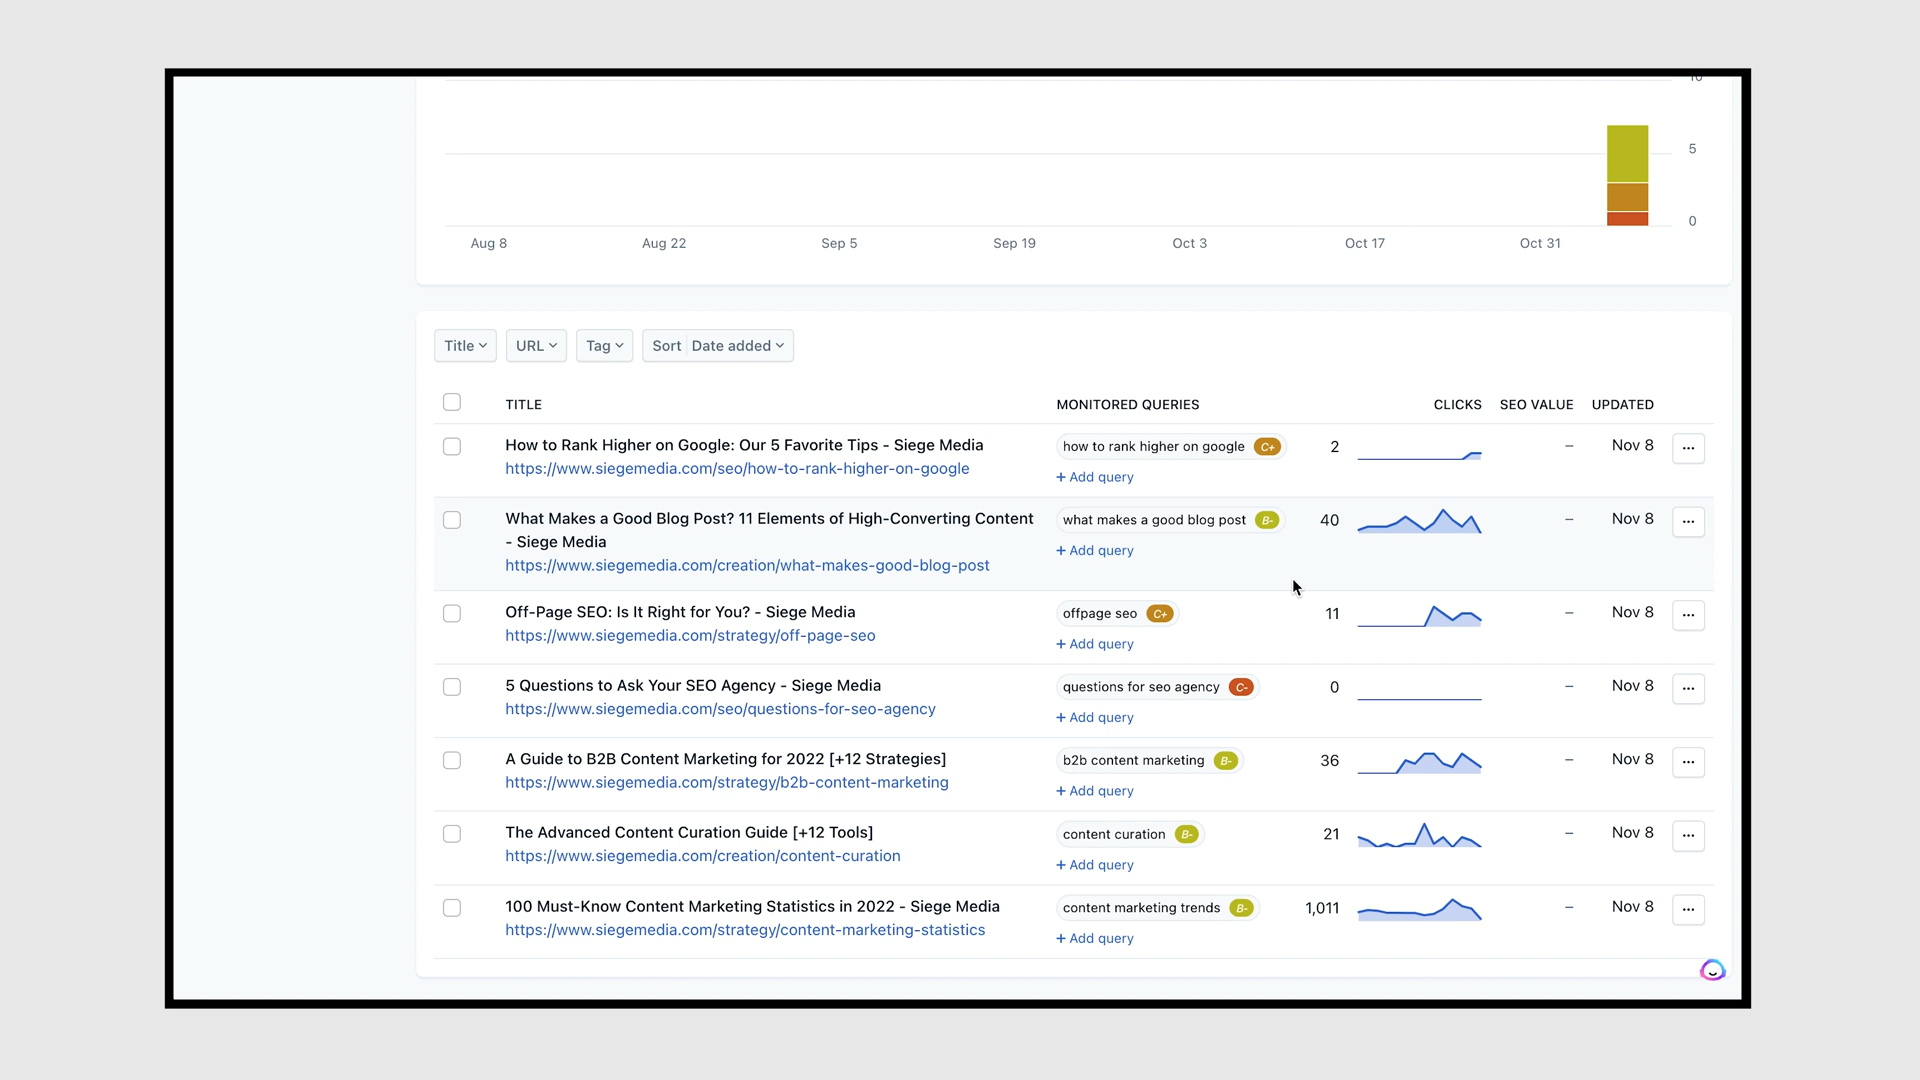 10
5
0
Aug 8 Aug 22 Sep 5 Sep 19 Oct 3 Oct 17 Oct 31
Title URL Tag Sort Date added
TITLE MONITORED QUERIES CLICKS SEO VALUE UPDATED
How to Rank Higher on Google: Our 5 Favorite Tips - Siege Media how to rank higher on google C+ 2 – Nov 8 ...
https://www.siegemedia.com/seo/how-to-rank-higher-on-google
+ Add query
What Makes a Good Blog Post? 11 Elements of High-Converting Content what makes a good blog post B- 40 – Nov 8 ...
- Siege Media
+ Add query
https://www.siegemedia.com/creation/what-makes-good-blog-post
Off-Page SEO: Is It Right for You? - Siege Media offpage seo C+ 11 – Nov 8 ...
https://www.siegemedia.com/strategy/off-page-seo
+ Add query
5 Questions to Ask Your SEO Agency - Siege Media questions for seo agency C- 0 – Nov 8 ...
https://www.siegemedia.com/seo/questions-for-seo-agency
+ Add query
A Guide to B2B Content Marketing for 2022 [+12 Strategies] b2b content marketing B- 36 – Nov 8 ...
https://www.siegemedia.com/strategy/b2b-content-marketing
+ Add query
The Advanced Content Curation Guide [+12 Tools] content curation B- 21 – Nov 8 ...
https://www.siegemedia.com/creation/content-curation
+ Add query
100 Must-Know Content Marketing Statistics in 2022 - Siege Media content marketing trends B- 1,011 – Nov 8 ...
https://www.siegemedia.com/strategy/content-marketing-statistics
+ Add query